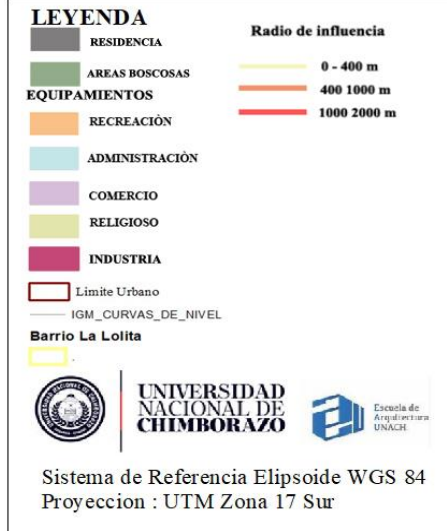 LEYENDA
RESIDENCIA
AREAS BOSCOSAS
EQUIPAMIENTOS
RECREACIÒN
ADMINISTRACIÒN
COMERCIO
RELIGIOSO
INDUSTRIA
Limite Urbano
IGM_CURVAS_DE_NIVEL
Barrio La Lolita
.
Radio de influencia
0 - 400 m
400 1000 m
1000 2000 m
UNIVERSIDAD
NACIONAL DE
CHIMBORAZO
Escuela de
Arquitectura
UNACH
Sistema de Referencia Elipsoide WGS 84
Proyeccion : UTM Zona 17 Sur